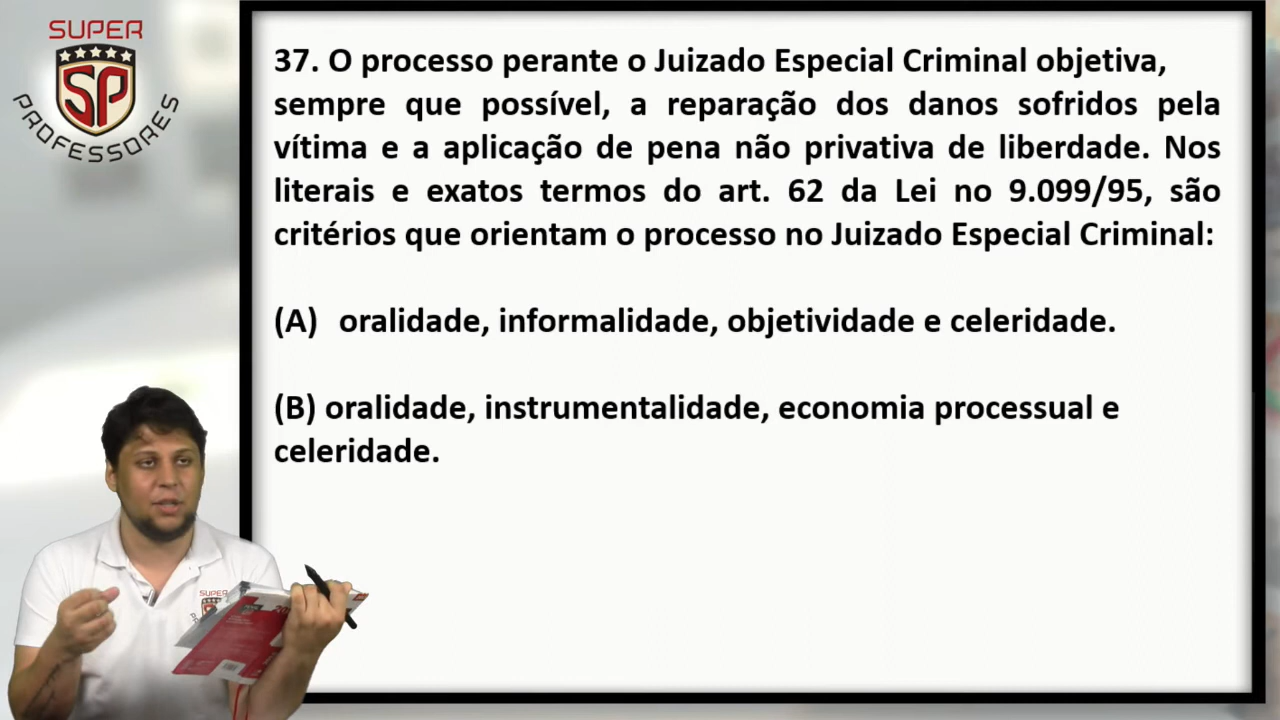 SUPER
SP
PROFESSORES
37. O processo perante o Juizado Especial Criminal objetiva,
sempre que possível, a reparação dos danos sofridos pela
vítima e a aplicação de pena não privativa de liberdade. Nos
literais e exatos termos do art. 62 da Lei no 9.099/95, são
critérios que orientam o processo no Juizado Especial Criminal:
(A) oralidade, informalidade, objetividade e celeridade.
(B) oralidade, instrumentalidade, economia processual e
celeridade.
SUPER